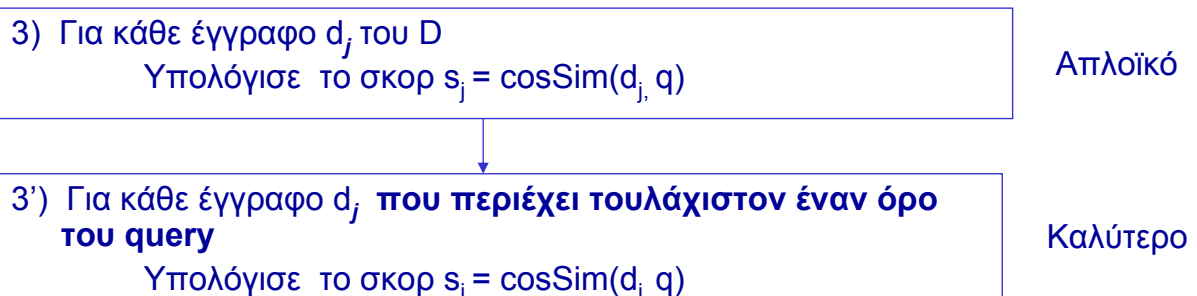 3) Για κάθε έγγραφο dj του D
Υπολόγισε το σκορ sj = cosSim(dj, q)
Απλοϊκό
3’) Για κάθε έγγραφο dj που περιέχει τουλάχιστον έναν όρο
του query
Υπολόγισε το σκορ sj = cosSim(dj, q)
Καλύτερο